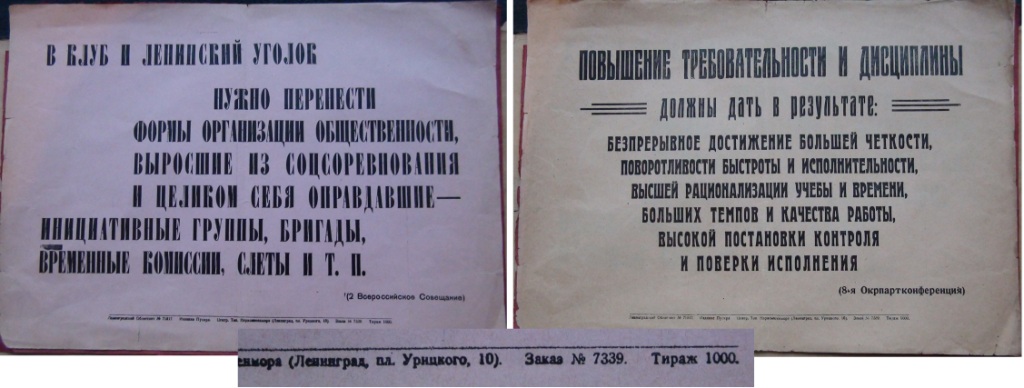 В КЛУБ И ЛЕНИНСКИЙ УГОЛОК
НУЖНО ПЕРЕНЕСТИ
ФОРМЫ ОРГАНИЗАЦИИ ОБЩЕСТВЕННОСТИ,
ВЫРОСШИЕ ИЗ СОЦСОРЕВНОВАНИЯ
И ЦЕЛИКОМ СЕБЯ ОПРАВДАВШИЕ—
ИНИЦИАТИВНЫЕ ГРУППЫ, БРИГАДЫ,
ВРЕМЕННЫЕ КОМИССИИ, СЛЕТЫ И Т. П.
(2 Всероссийское Совещание)
ПОВЫШЕНИЕ ТРЕБОВАТЕЛЬНОСТИ И ДИСЦИПЛИНЫ
ДОЛЖНЫ ДАТЬ В РЕЗУЛЬТАТЕ:
БЕЗПРЕРЫВНОЕ ДОСТИЖЕНИЕ БОЛЬШЕЙ ЧЕТКОСТИ,
ПОВОРОТЛИВОСТИ БЫСТРОТЫ И ИСПОЛНИТЕЛЬНОСТИ,
ВЫСШЕЙ РАЦИОНАЛИЗАЦИИ УЧЕБЫ И ВРЕМЕНИ,
БОЛЬШИХ ТЕМПОВ И КАЧЕСТВА РАБОТЫ,
ВЫСОКОЙ ПОСТАНОВКИ КОНТРОЛЯ
И ПОВЕРКИ ИСПОЛНЕНИЯ
(8-я Окрпартконференция)
енмора (Ленинград, пл. Урицкого, 10). Заказ № 7339. Тираж 1000.